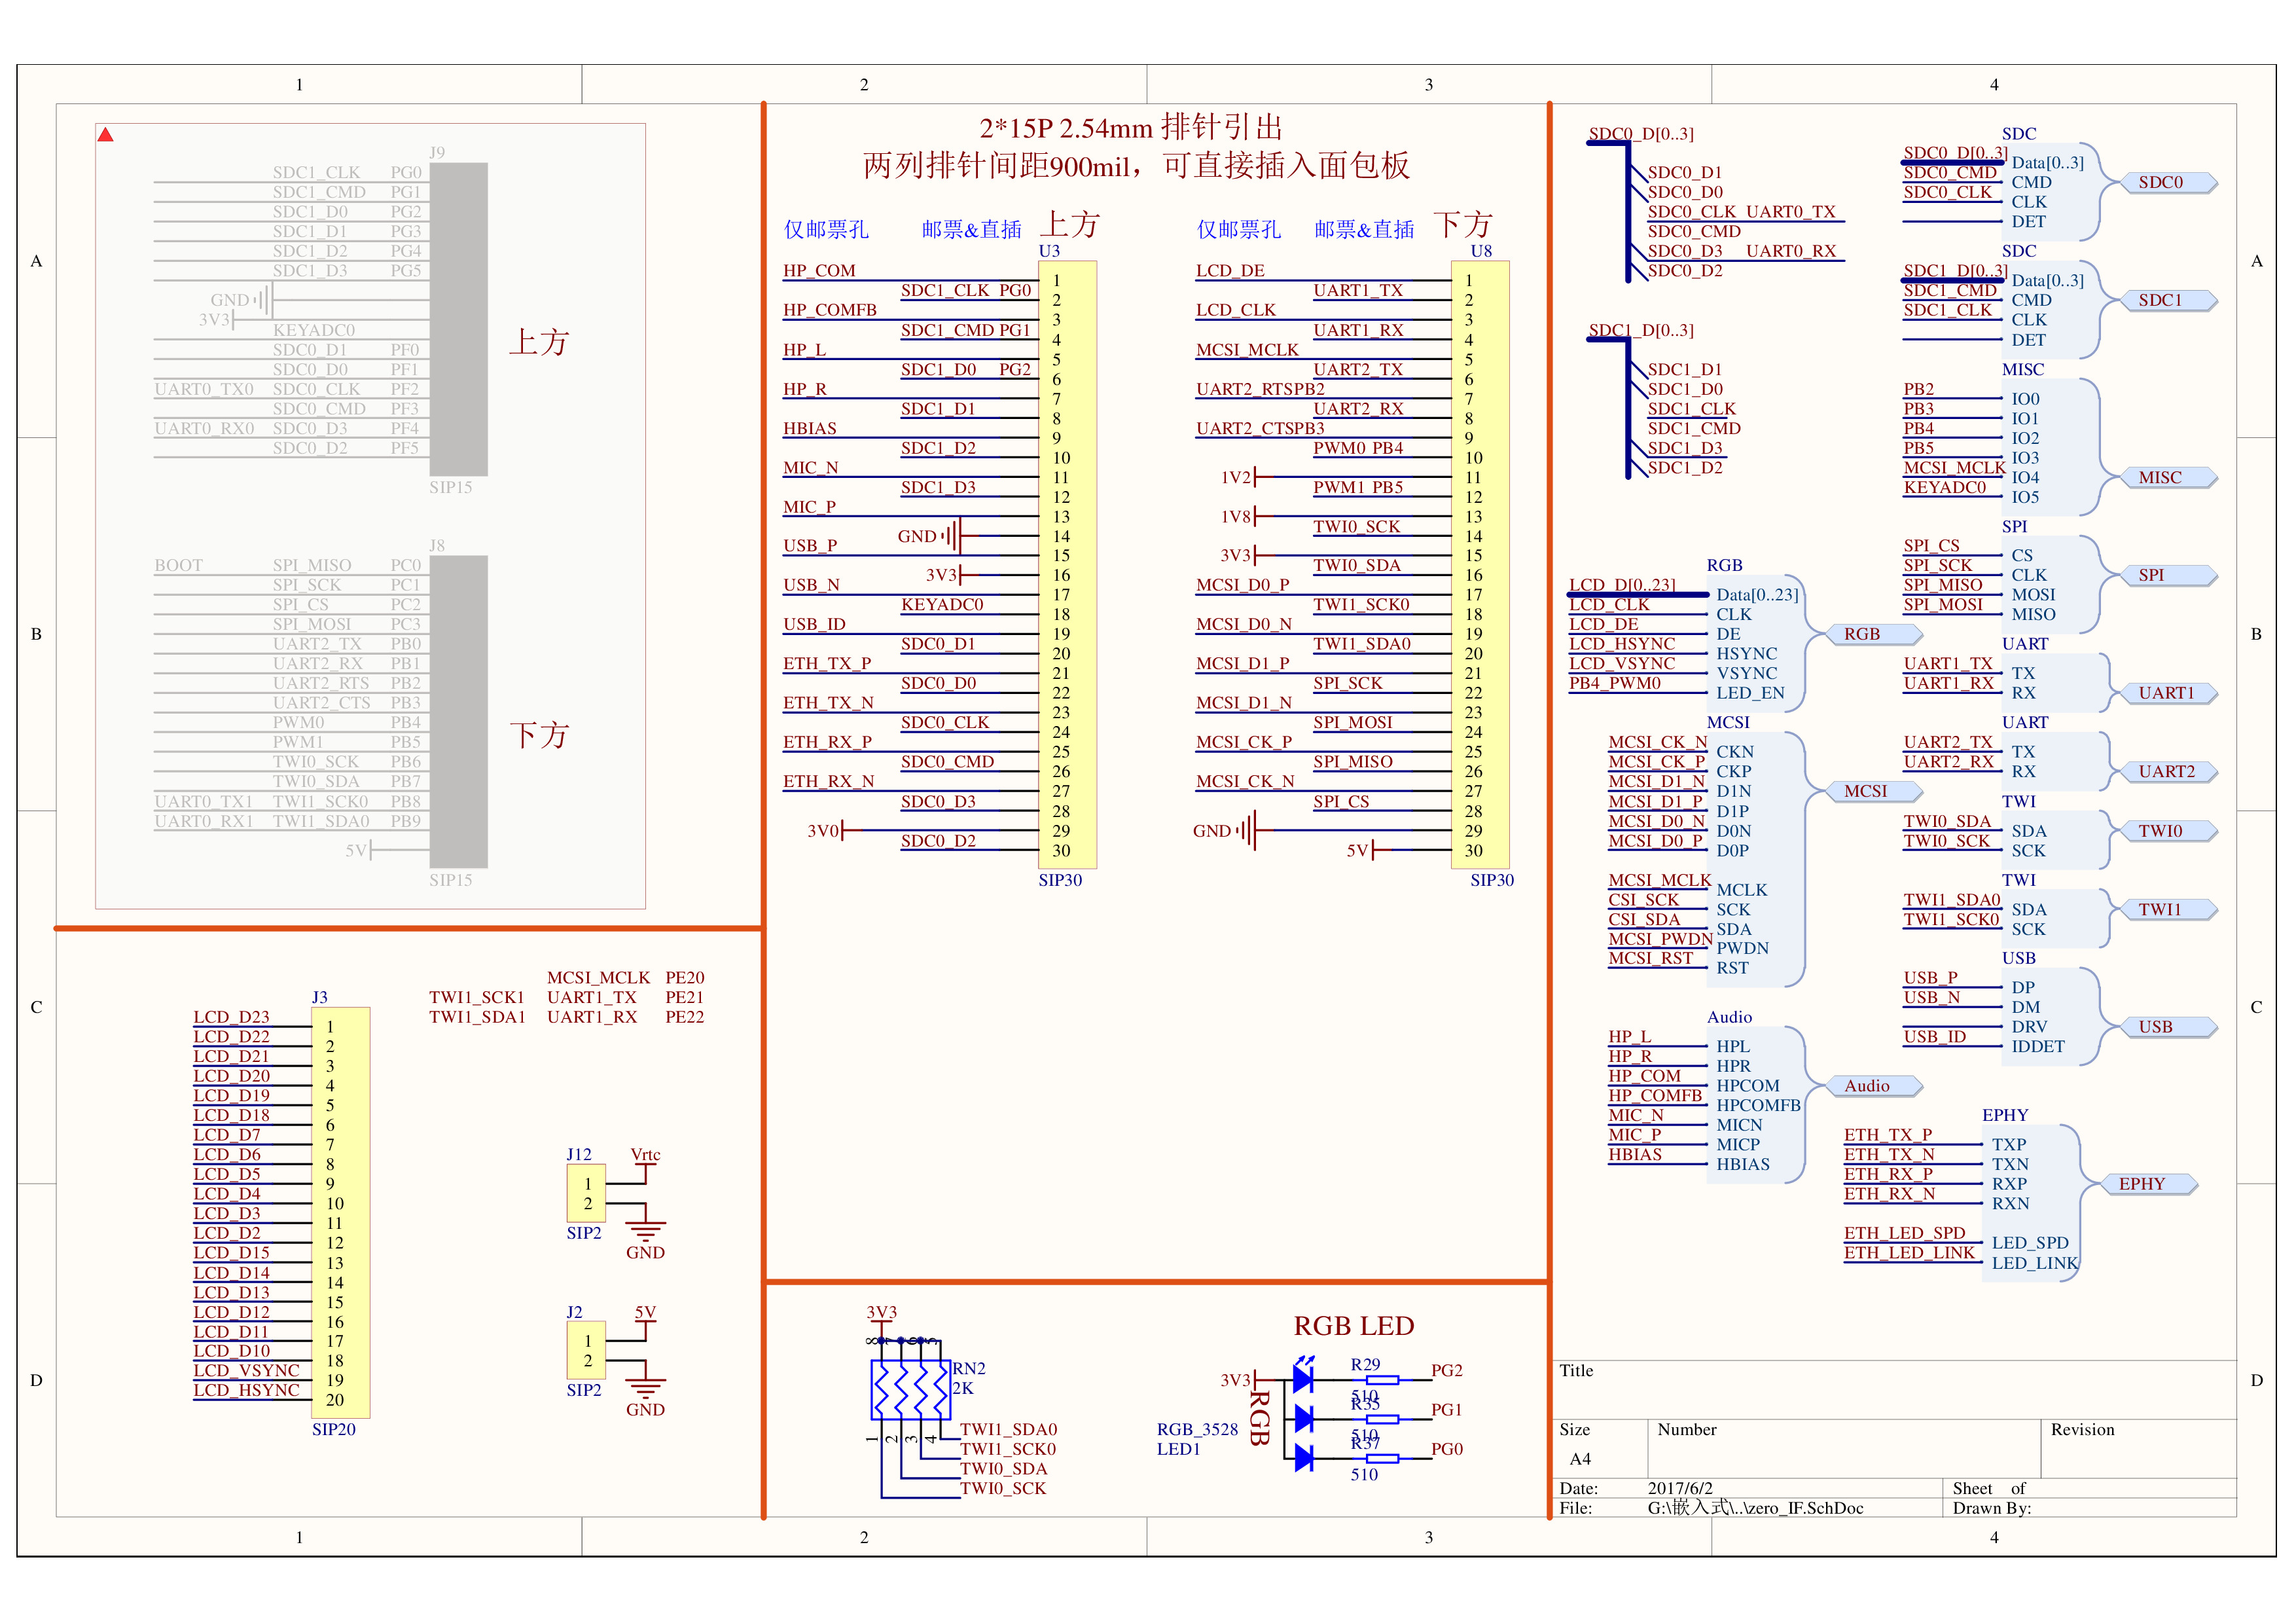 1 2 3 4
A
B
C
D
J9
SDC1_CLK PG0
SDC1_CMD PG1
SDC1_D0 PG2
SDC1_D1 PG3
SDC1_D2 PG4
SDC1_D3 PG5
GND
3V3
KEYADC0
SDC0_D1 PF0
SDC0_D0 PF1
UART0_TX0 SDC0_CLK PF2
SDC0_CMD PF3
UART0_RX0 SDC0_D3 PF4
SDC0_D2 PF5
SIP15
上方
J8
BOOT SPI_MISO PC0
SPI_SCK PC1
SPI_CS PC2
SPI_MOSI PC3
UART2_TX PB0
UART2_RX PB1
UART2_RTS PB2
UART2_CTS PB3
PWM0 PB4
PWM1 PB5
TWI0_SCK PB6
TWI0_SDA PB7
UART0_TX1 TWI1_SCK0 PB8
UART0_RX1 TWI1_SDA0 PB9
5V
SIP15
下方
MCSI_MCLK PE20
TWI1_SCK1 UART1_TX PE21
TWI1_SDA1 UART1_RX PE22
J3
LCD_D23 1
LCD_D22 2
LCD_D21 3
LCD_D20 4
LCD_D19 5
LCD_D18 6
LCD_D7 7
LCD_D6 8
LCD_D5 9
LCD_D4 10
LCD_D3 11
LCD_D2 12
LCD_D15 13
LCD_D14 14
LCD_D13 15
LCD_D12 16
LCD_D11 17
LCD_D10 18
LCD_VSYNC 19
LCD_HSYNC 20
SIP20
J12 Vrtc
1
2
SIP2
GND
J2 5V
1
2
SIP2
GND
2*15P 2.54mm 排针引出
两列排针间距900mil，可直接插入面包板
仅邮票孔 邮票&直插 上方
U3
HP_COM 1
SDC1_CLK PG0 2
HP_COMFB 3
SDC1_CMD PG1 4
HP_L 5
SDC1_D0 PG2 6
HP_R 7
SDC1_D1 8
HBIAS 9
SDC1_D2 10
MIC_N 11
SDC1_D3 12
MIC_P 13
GND 14
USB_P 15
3V3 16
USB_N 17
KEYADC0 18
USB_ID 19
SDC0_D1 20
ETH_TX_P 21
SDC0_D0 22
ETH_TX_N 23
SDC0_CLK 24
ETH_RX_P 25
SDC0_CMD 26
ETH_RX_N 27
SDC0_D3 28
3V0 29
SDC0_D2 30
SIP30
仅邮票孔 邮票&直插 下方
U8
LCD_DE 1
UART1_TX 2
LCD_CLK 3
UART1_RX 4
MCSI_MCLK 5
UART2_TX 6
UART2_RTSPB2 7
UART2_RX 8
UART2_CTSPB3 9
PWM0 PB4 10
1V2 11
PWM1 PB5 12
1V8 13
TWI0_SCK 14
3V3 15
TWI0_SDA 16
MCSI_D0_P 17
TWI1_SCK0 18
MCSI_D0_N 19
TWI1_SDA0 20
MCSI_D1_P 21
SPI_SCK 22
MCSI_D1_N 23
SPI_MOSI 24
MCSI_CK_P 25
SPI_MISO 26
MCSI_CK_N 27
SPI_CS 28
GND 29
5V 30
SIP30
3V3
8 7 6 5
RN2
2K
1 2 3 4
TWI1_SDA0
TWI1_SCK0
TWI0_SDA
TWI0_SCK
RGB LED
3V3
RGB
RGB_3528
LED1
R29 PG2
510
R35 PG1
510
R37 PG0
510
SDC0_D[0..3]
SDC0_D1
SDC0_D0
SDC0_CLK UART0_TX
SDC0_CMD
SDC0_D3 UART0_RX
SDC0_D2
SDC1_D[0..3]
SDC1_D1
SDC1_D0
SDC1_CLK
SDC1_CMD
SDC1_D3
SDC1_D2
RGB
LCD_D[0..23] Data[0..23]
LCD_CLK CLK
LCD_DE DE
LCD_HSYNC HSYNC
LCD_VSYNC VSYNC
PB4_PWM0 LED_EN
RGB
MCSI
MCSI_CK_N CKN
MCSI_CK_P CKP
MCSI_D1_N D1N
MCSI_D1_P D1P
MCSI_D0_N D0N
MCSI_D0_P D0P
MCSI_MCLK MCLK
CSI_SCK SCK
CSI_SDA SDA
MCSI_PWDN PWDN
MCSI_RST RST
MCSI
Audio
HP_L HPL
HP_R HPR
HP_COM HPCOM
HP_COMFB HPCOMFB
MIC_N MICN
MIC_P MICP
HBIAS HBIAS
Audio
SDC
SDC0_D[0..3] Data[0..3]
SDC0_CMD CMD
SDC0_CLK CLK
DET
SDC0
SDC
SDC1_D[0..3] Data[0..3]
SDC1_CMD CMD
SDC1_CLK CLK
DET
SDC1
MISC
PB2 IO0
PB3 IO1
PB4 IO2
PB5 IO3
MCSI_MCLK IO4
KEYADC0 IO5
MISC
SPI
SPI_CS CS
SPI_SCK CLK
SPI_MISO MOSI
SPI_MOSI MISO
SPI
UART
UART1_TX TX
UART1_RX RX
UART1
UART
UART2_TX TX
UART2_RX RX
UART2
TWI
TWI0_SDA SDA
TWI0_SCK SCK
TWI0
TWI
TWI1_SDA0 SDA
TWI1_SCK0 SCK
TWI1
USB
USB_P DP
USB_N DM
DRV
USB_ID IDDET
USB
EPHY
ETH_TX_P TXP
ETH_TX_N TXN
ETH_RX_P RXP
ETH_RX_N RXN
ETH_LED_SPD LED_SPD
ETH_LED_LINK LED_LINK
EPHY
Title
Size Number Revision
A4
Date: 2017/6/2 Sheet of
File: G:\嵌入式\..\zero_IF.SchDoc Drawn By:
A
B
C
D
1 2 3 4